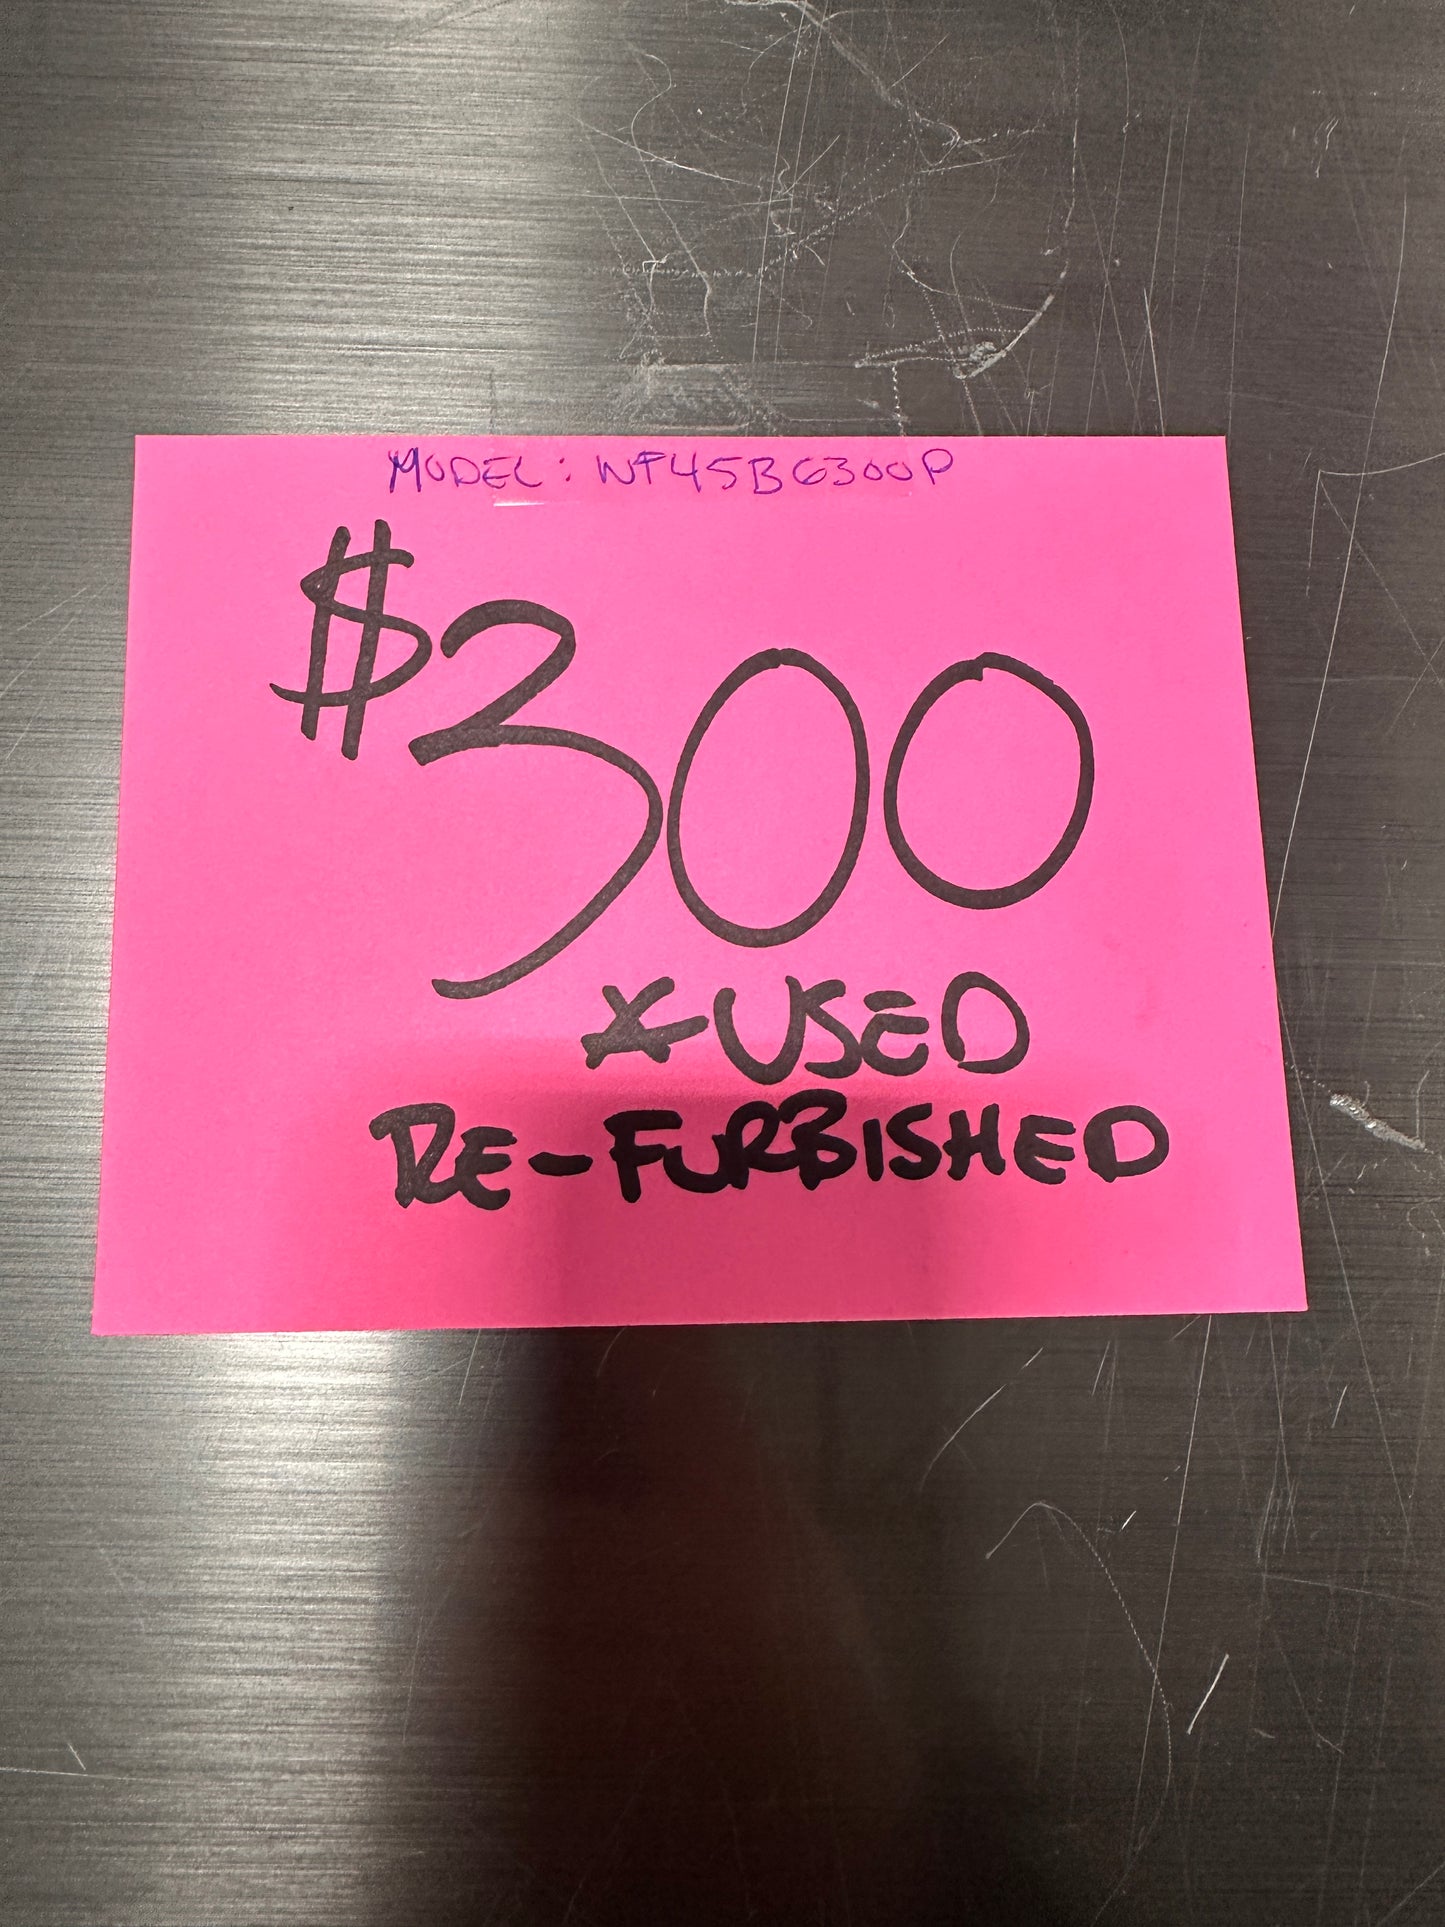 MODEL: WF45B6300P
$300
*USED
RE-FURBISHED